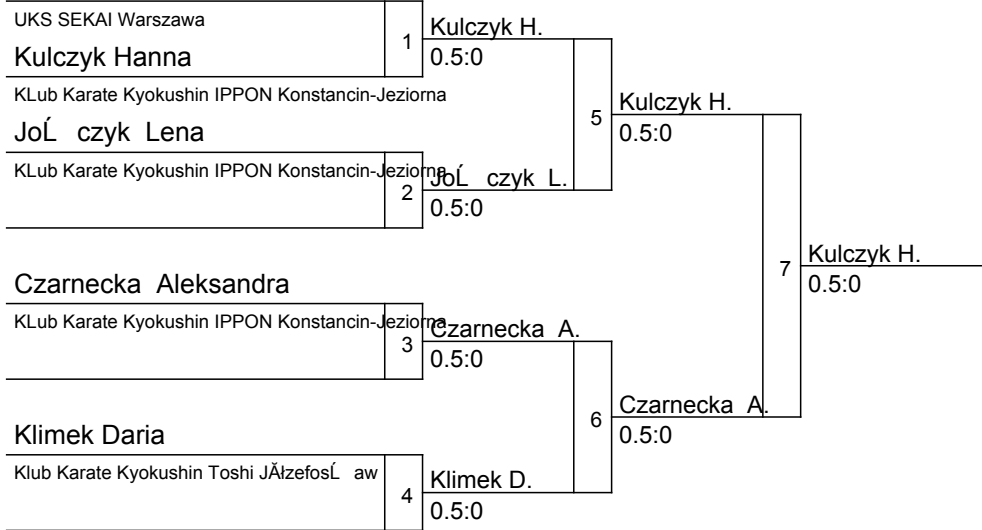 UKS SEKAI Warszawa
Kulczyk Hanna
KLub Karate Kyokushin IPPON Konstancin-Jeziorna
1
Kulczyk H.
0.5:0
JoĹ czyk Lena
KLub Karate Kyokushin IPPON Konstancin-Jeziorna
2
JoĹ czyk L.
0.5:0
5
Kulczyk H.
0.5:0
Czarnecka Aleksandra
KLub Karate Kyokushin IPPON Konstancin-Jeziorna
3
Czarnecka A.
0.5:0
Klimek Daria
Klub Karate Kyokushin Toshi JĂłzefosĹ aw
4
Klimek D.
0.5:0
6
Czarnecka A.
0.5:0
7
Kulczyk H.
0.5:0